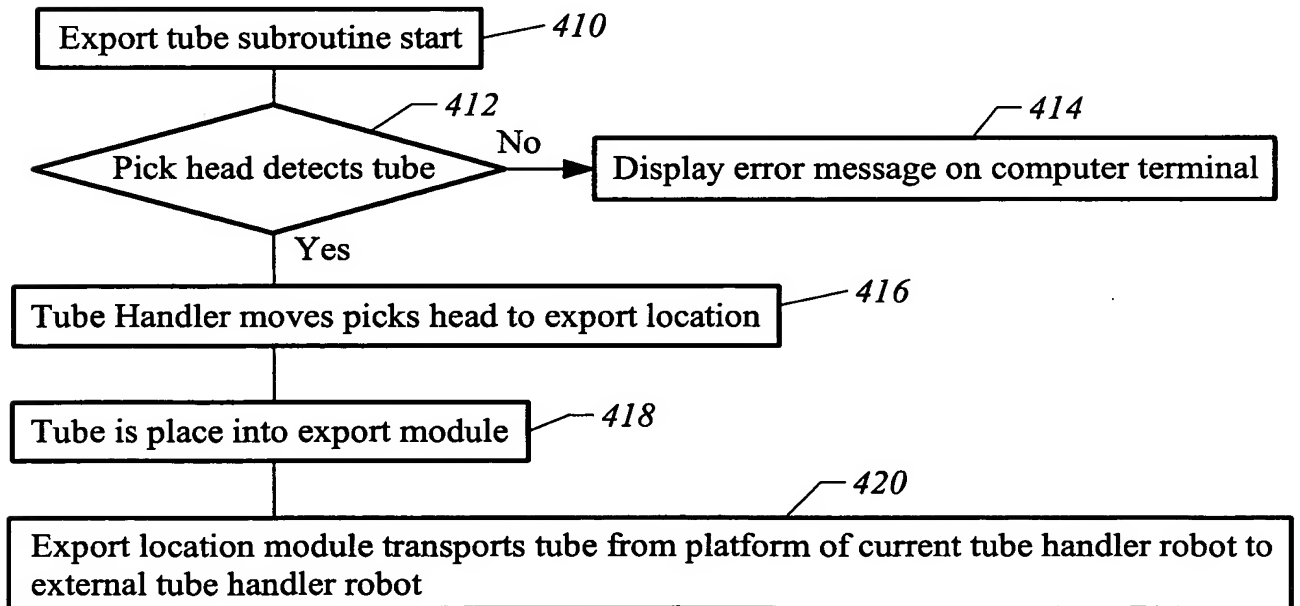 Export tube subroutine start
410
412
Pick head detects tube
No
414
Display error message on computer terminal
Yes
416
Tube Handler moves picks head to export location
418
Tube is place into export module
420
Export location module transports tube from platform of current tube handler robot to
external tube handler robot